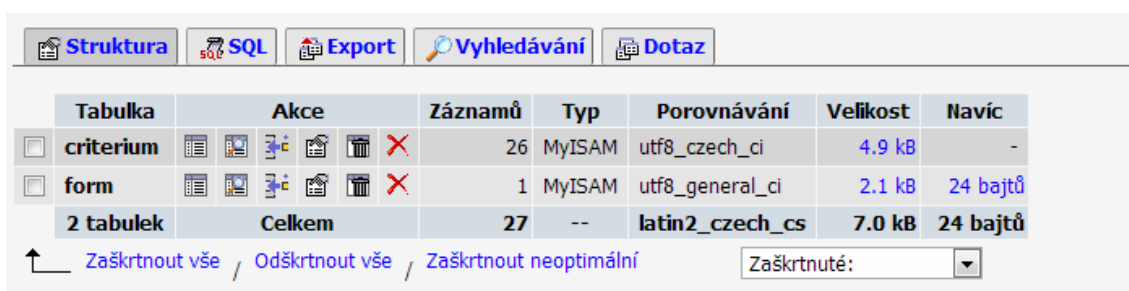 Struktura SQL Export Vyhledávání Dotaz
Tabulka Akce Záznamů Typ Porovnávání Velikost Navíc
criterium 26 MyISAM utf8_czech_ci 4.9 kB -
form 1 MyISAM utf8_general_ci 2.1 kB 24 bajtů
2 tabulek Celkem 27 -- latin2_czech_cs 7.0 kB 24 bajtů
Zaškrtnout vše / Odškrtnout vše / Zaškrtnout neoptimální Zaškrtnuté: